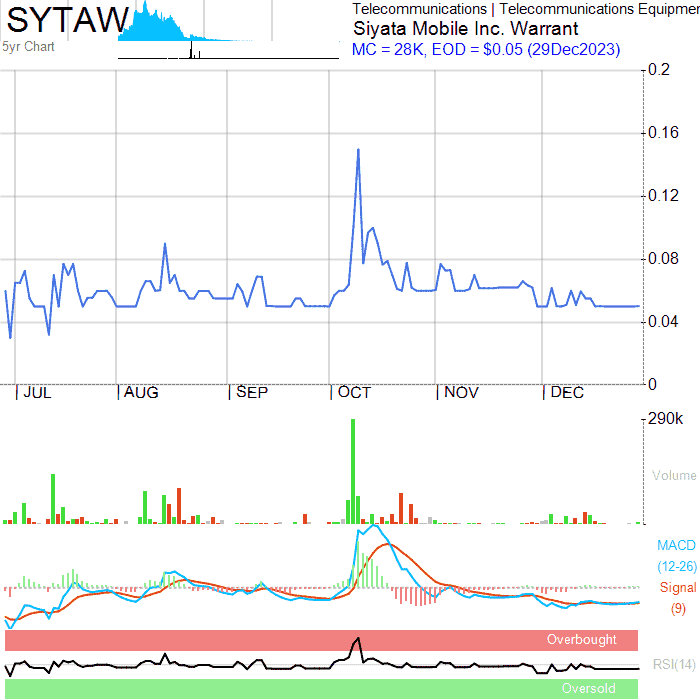 SYTAW
Telecommunications | Telecommunications Equipmen
Siyata Mobile Inc. Warrant
5yr Chart
MC = 28K, EOD = $0.05 (29Dec2023)
0.2
0.16
0.12
0.08
0.04
0
JUL
AUG
SEP
OCT
NOV
DEC
290k
Volume
MACD
(12-26)
Signal
(9)
Overbought
RSI(14)
Oversold